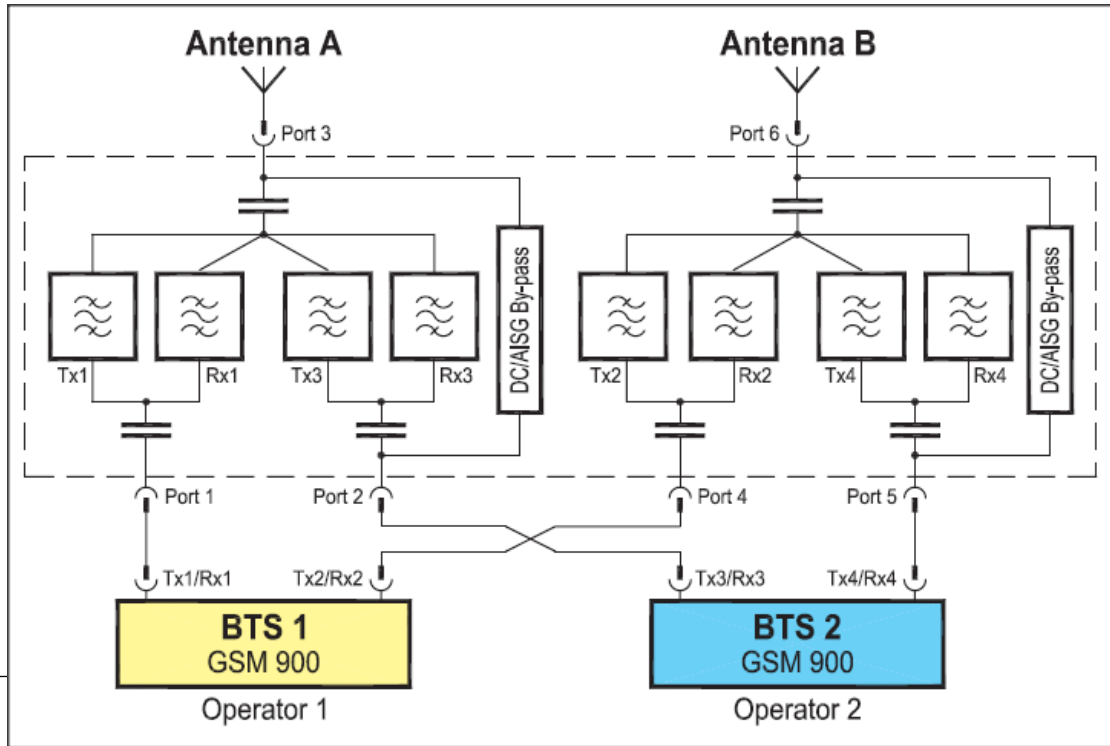 Antenna A
Antenna B
Port 3
Port 6
DC/AISG By-pass
DC/AISG By-pass
Tx1
Rx1
Tx3
Rx3
Tx2
Rx2
Tx4
Rx4
Port 1
Port 2
Port 4
Port 5
Tx1/Rx1
Tx2/Rx2
Tx3/Rx3
Tx4/Rx4
BTS 1
GSM 900
BTS 2
GSM 900
Operator 1
Operator 2